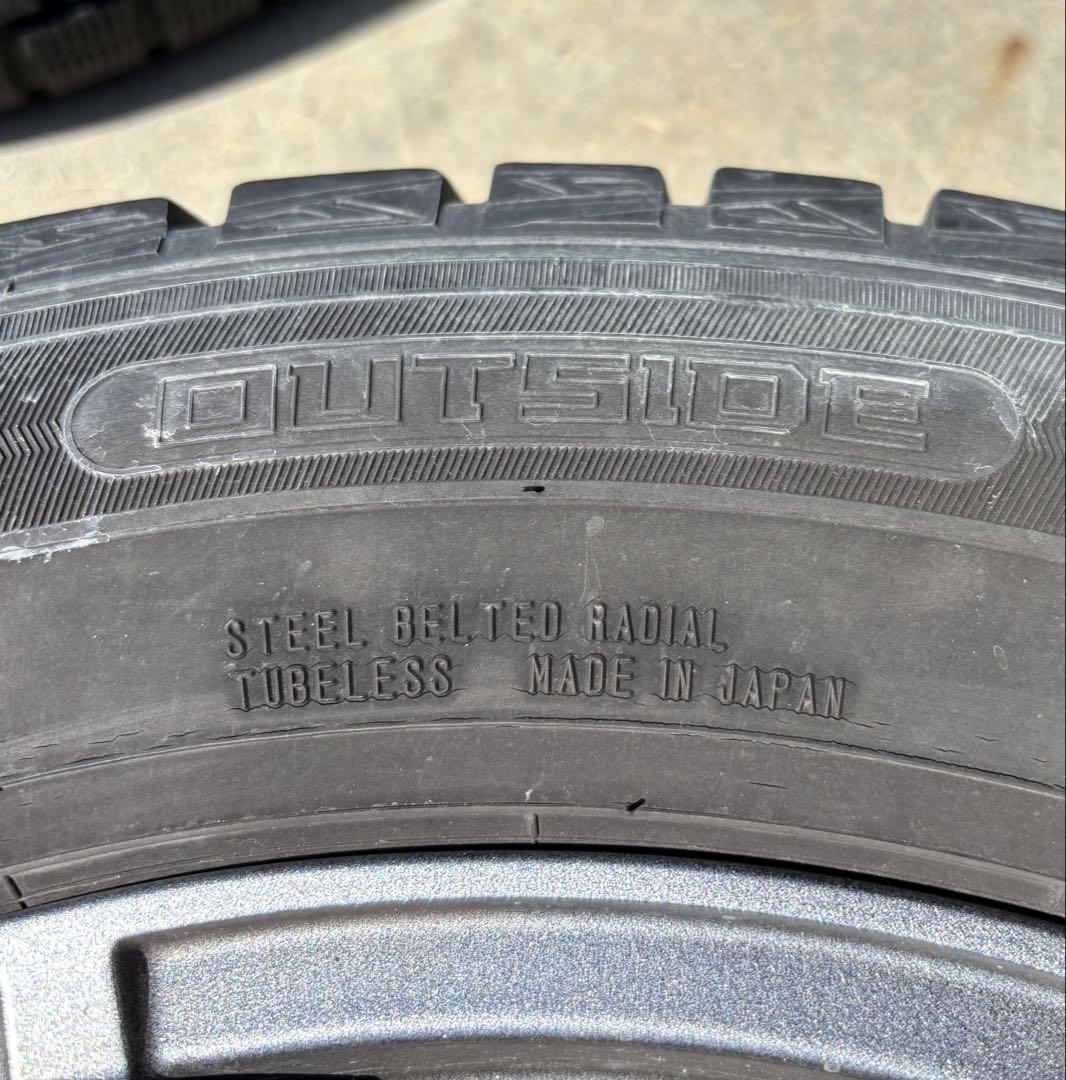 OUTSIDE
STEEL BELTED RADIAL
TUBELESS MADE IN JAPAN